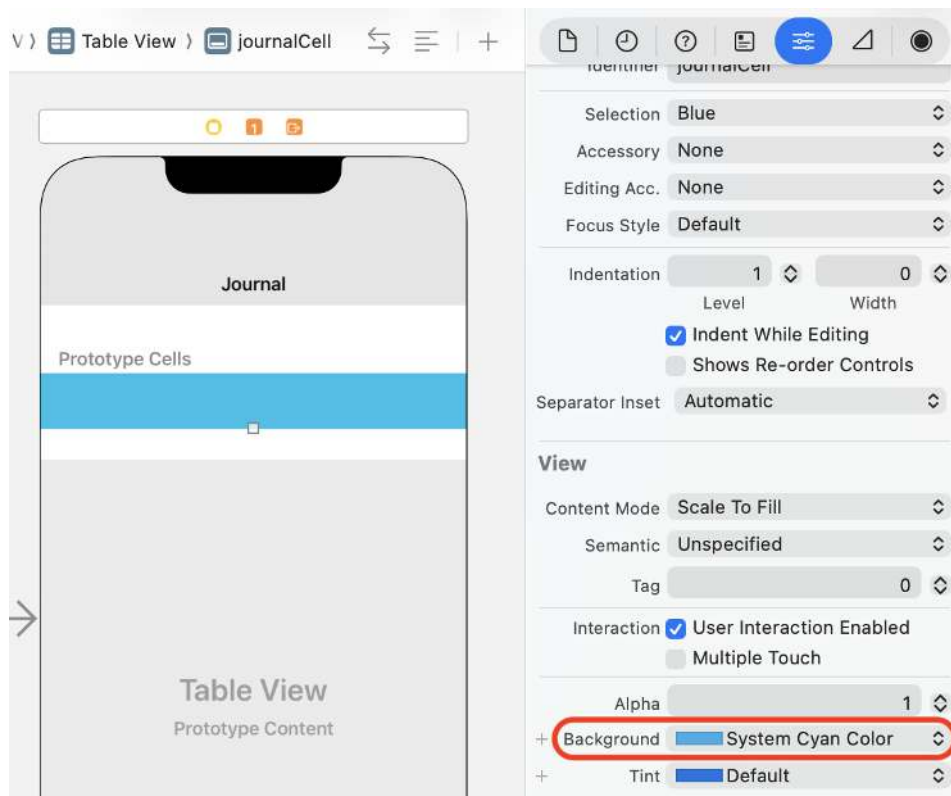 V
Table View
journalCell
1
Journal
Prototype Cells
Table View
Prototype Content
Identifier journalCell
Selection Blue
Accessory None
Editing Acc. None
Focus Style Default
Indentation 1 0
Level Width
Indent While Editing
Shows Re-order Controls
Separator Inset Automatic
View
Content Mode Scale To Fill
Semantic Unspecified
Tag 0
Interaction User Interaction Enabled
Multiple Touch
Alpha 1
Background System Cyan Color
Tint Default